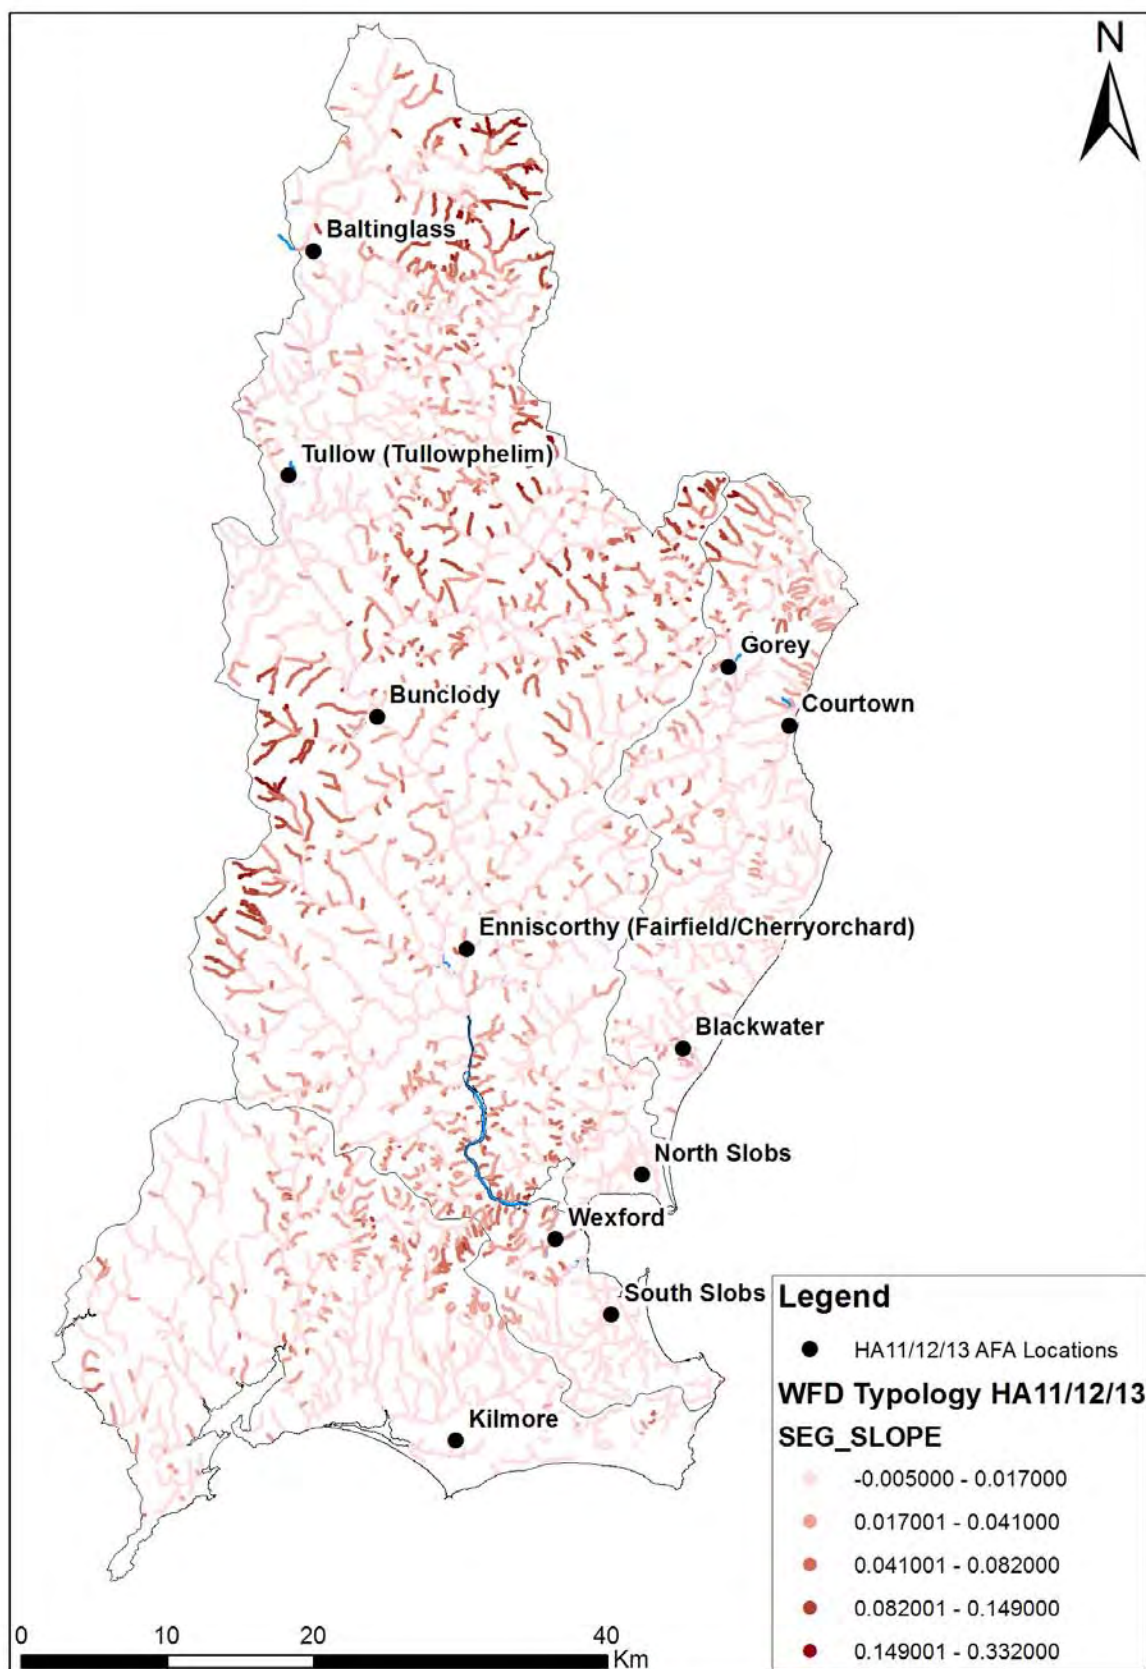 N
Baltinglass
Tullow (Tullowphelim)
Gorey
Bunclody
Courtown
Enniscorthy (Fairfield/Cherryorchard)
Blackwater
North Slobs
Wexford
South Slobs
Kilmore
Legend
HA11/12/13 AFA Locations
WFD Typology HA11/12/13
SEG_SLOPE
-0.005000 - 0.017000
0.017001 - 0.041000
0.041001 - 0.082000
0.082001 - 0.149000
0.149001 - 0.332000
0 10 20 40
Km